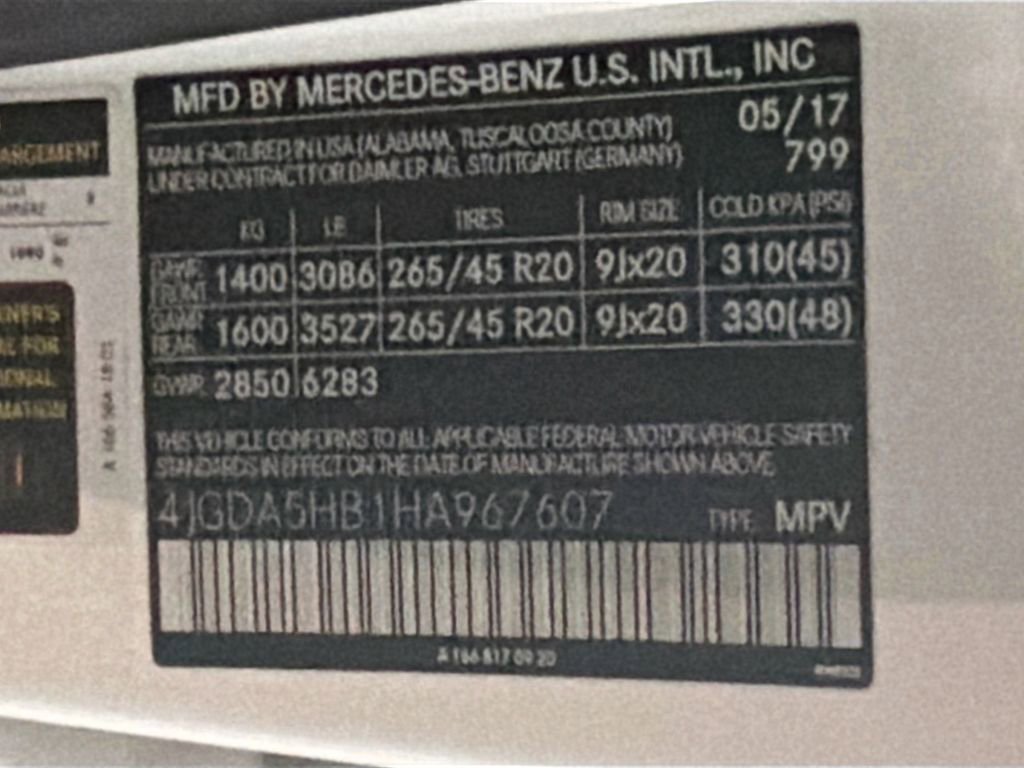 MFD BY MERCEDES-BENZ U.S. INTL., INC
05/17
MANUFACTURED IN USA (ALABAMA, TUSCALOOSA COUNTY)
UNDER CONTRACT FOR DAIMLER AG, STUTTGART (GERMANY)
799
KG LB TIRES RIM SIZE COLD KPA (PSI)
GAWR FRONT 1400 3086 265/45 R20 9Jx20 310(45)
GAWR REAR 1600 3527 265/45 R20 9Jx20 330(48)
GVWR 2850 6283
THIS VEHICLE CONFORMS TO ALL APPLICABLE FEDERAL MOTOR VEHICLE SAFETY
STANDARDS IN EFFECT ON THE DATE OF MANUFACTURE SHOWN ABOVE.
4JGDA5HB1HA967607 TYPE MPV
A 166 817 09 20